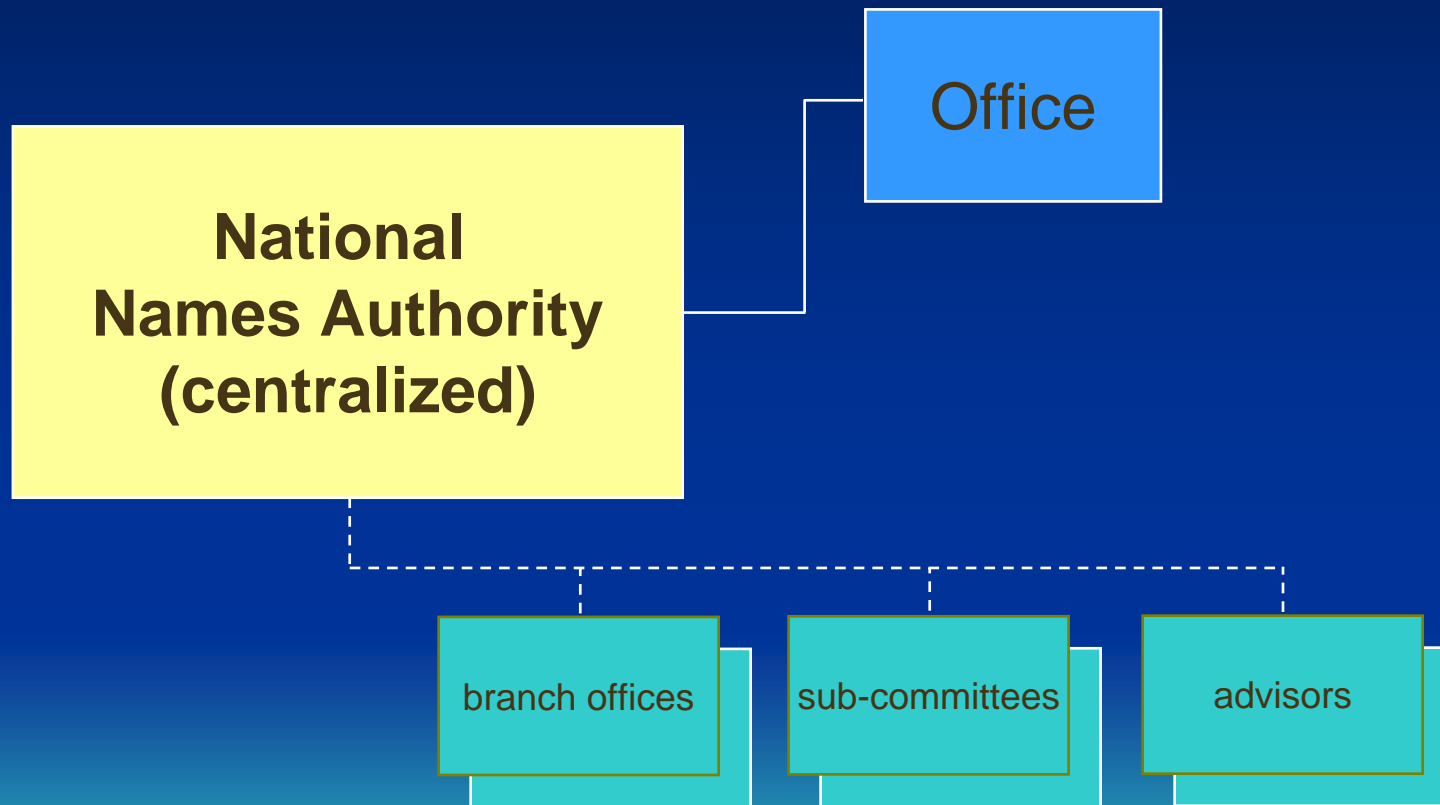 Office
National
Names Authority
(centralized)
branch offices
sub-committees
advisors